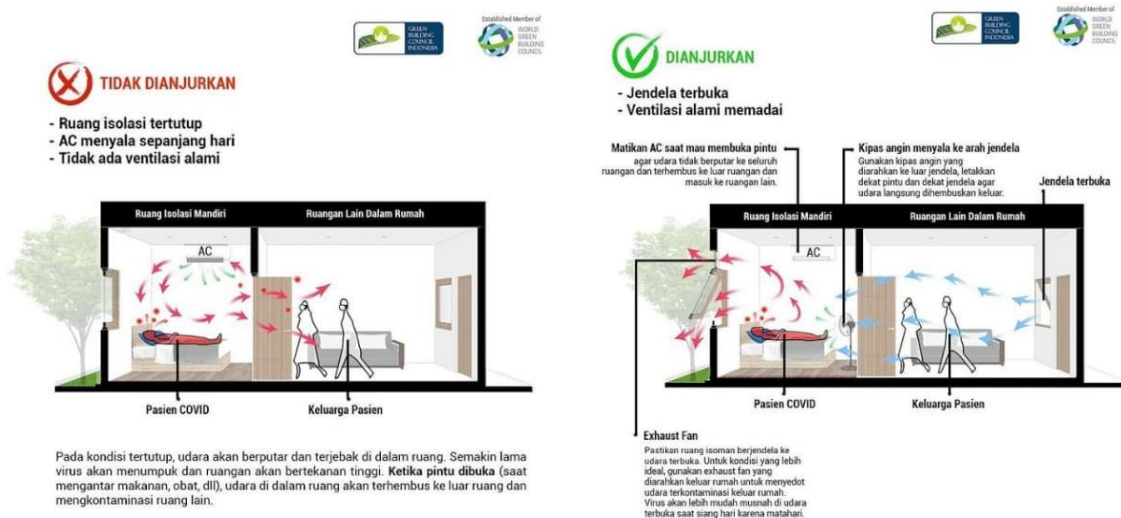 GREEN
BUILDING
COUNCIL
INDONESIA
Established Member of
WORLD
GREEN
BUILDING
COUNCIL
TIDAK DIANJURKAN
- Ruang isolasi tertutup
- AC menyala sepanjang hari
- Tidak ada ventilasi alami
Ruang Isolasi Mandiri
Ruangan Lain Dalam Rumah
AC
Pasien COVID
Keluarga Pasien
Pada kondisi tertutup, udara akan berputar dan terjebak di dalam ruang. Semakin lama
virus akan menumpuk dan ruangan akan bertekanan tinggi. Ketika pintu dibuka (saat
mengantar makanan, obat, dll), udara di dalam ruang akan terhembus ke luar ruang dan
mengkontaminasi ruang lain.
GREEN
BUILDING
COUNCIL
INDONESIA
Established Member of
WORLD
GREEN
BUILDING
COUNCIL
DIANJURKAN
- Jendela terbuka
- Ventilasi alami memadai
Matikan AC saat mau membuka pintu
agar udara tidak berputar ke seluruh
ruangan dan terhembus ke luar ruangan dan
masuk ke ruangan lain.
Kipas angin menyala ke arah jendela
Gunakan kipas angin yang
diarahkan ke luar jendela, letakkan
dekat pintu dan dekat jendela agar
udara langsung dihembuskan keluar.
Jendela terbuka
Ruang Isolasi Mandiri
Ruangan Lain Dalam Rumah
AC
Pasien COVID
Keluarga Pasien
Exhaust Fan
Pastikan ruang isoman berjendela ke
udara terbuka. Untuk kondisi yang lebih
ideal, gunakan exhaust fan yang
diarahkan keluar rumah untuk menyedot
udara terkontaminasi keluar rumah.
Virus akan lebih mudah musnah di udara
terbuka saat siang hari karena matahari.